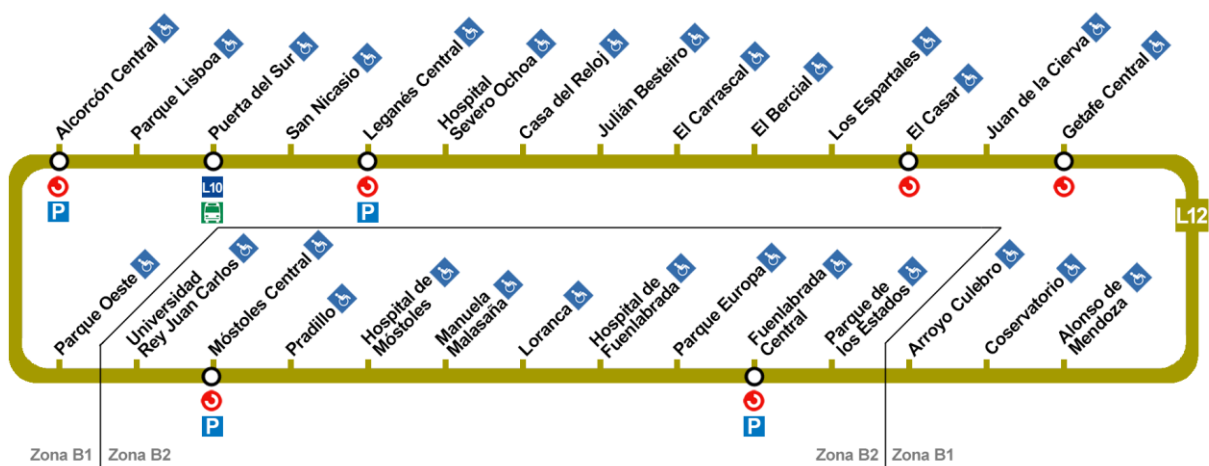 Alcorcón Central
Parque Lisboa
Puerta del Sur
San Nicasio
Leganés Central
Hospital
Severo Ochoa
Casa del Reloj
Julián Besteiro
El Carrascal
El Bercial
Los Espartales
El Casar
Juan de la Cierva
Getafe Central
P
L10
P
L12
Parque Oeste
Universidad
Rey Juan Carlos
Móstoles Central
Pradillo
Hospital de
Móstoles
Manuela
Malasaña
Loranca
Hospital de
Fuenlabrada
Parque Europa
Fuenlabrada
Central
Parque de
los Estados
Arroyo Culebro
Coservatorio
Alonso de
Mendoza
P
P
Zona B1
Zona B2
Zona B2
Zona B1